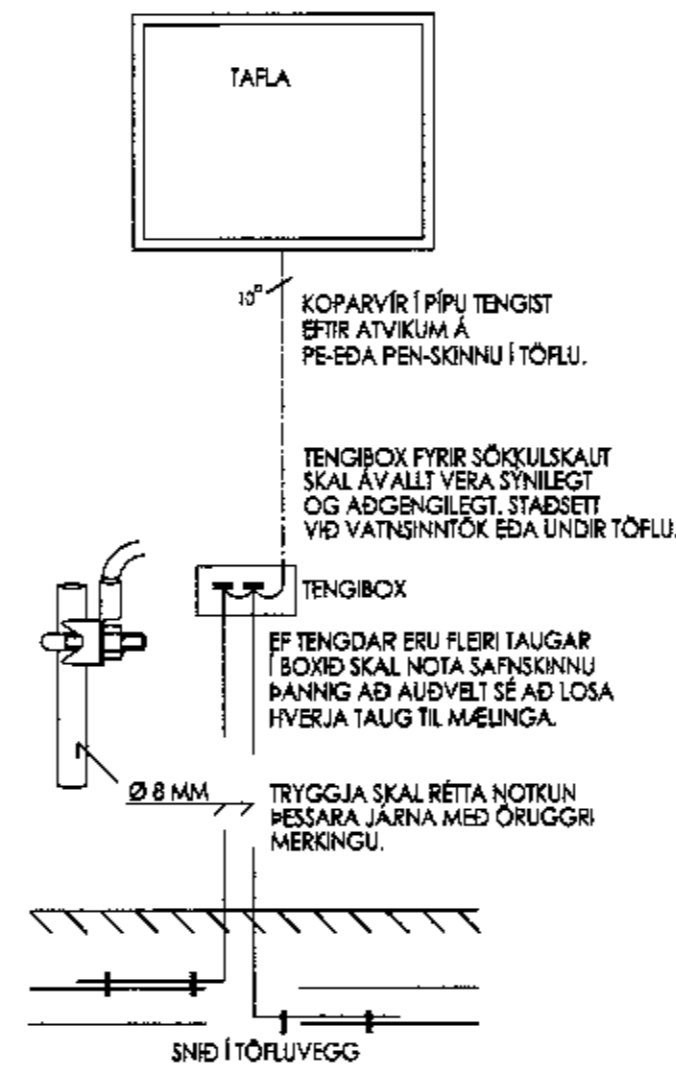 TAFLA
10□
KOPARVÍR Í PÍPU TENGIST
EFTIR ATVIKUM Á
PE-EÐA PEN-SKINNU Í TÖFLU.
TENGIBOX FYRIR SÖKKULSKAUT
SKAL ÁVALLT VERA SÝNILEGT
OG AÐGENGILEGT. STAÐSETT
VIÐ VATNSINNTÖK EÐA UNDIR TÖFLU.
TENGIBOX
EF TENGDAR ERU FLEIRI TAUGAR
Í BOXIÐ SKAL NOTA SAFNSKINNU
ÞANNIG AÐ AUÐVELT SÉ AÐ LOSA
HVERJA TAUG TIL MÆLINGA.
Ø 8 MM
TRYGGJA SKAL RÉTTA NOTKUN
ÞESSARA JÁRNA MEÐ ÖRUGGRI
MERKINGU.
SNIÐ Í TÖFLUVEGG